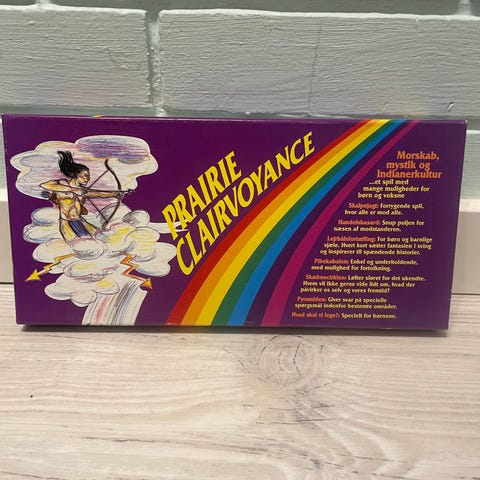 PRAIRIE
CLAIRVOYANCE
Morskab,
mystik og
Indianerkultur
...et spil med
mange muligheder for
børn og voksne
Skalpejagt: Forrygende spil,
hvor alle er mod alle.
Handelshasard: Snup puljen for
næsen af modstanderen.
Lejrbålsfortælling: For børn og barnlige
sjæle. Hvert kort sætter fantasien i sving
og inspirerer til spændende historier.
Pibekabalen: Enkel og underholdende,
med mulighed for fortolkning.
Skæbnecirklen: Løfter sløret for det ukendte.
Hvem vil ikke gerne vide lidt om, hvad der
påvirker os selv og vores fremtid?
Pyramiden: Giver svar på specielle
spørgsmål indenfor bestemte områder.
Hvad skal vi lege?: Specielt for børnene.